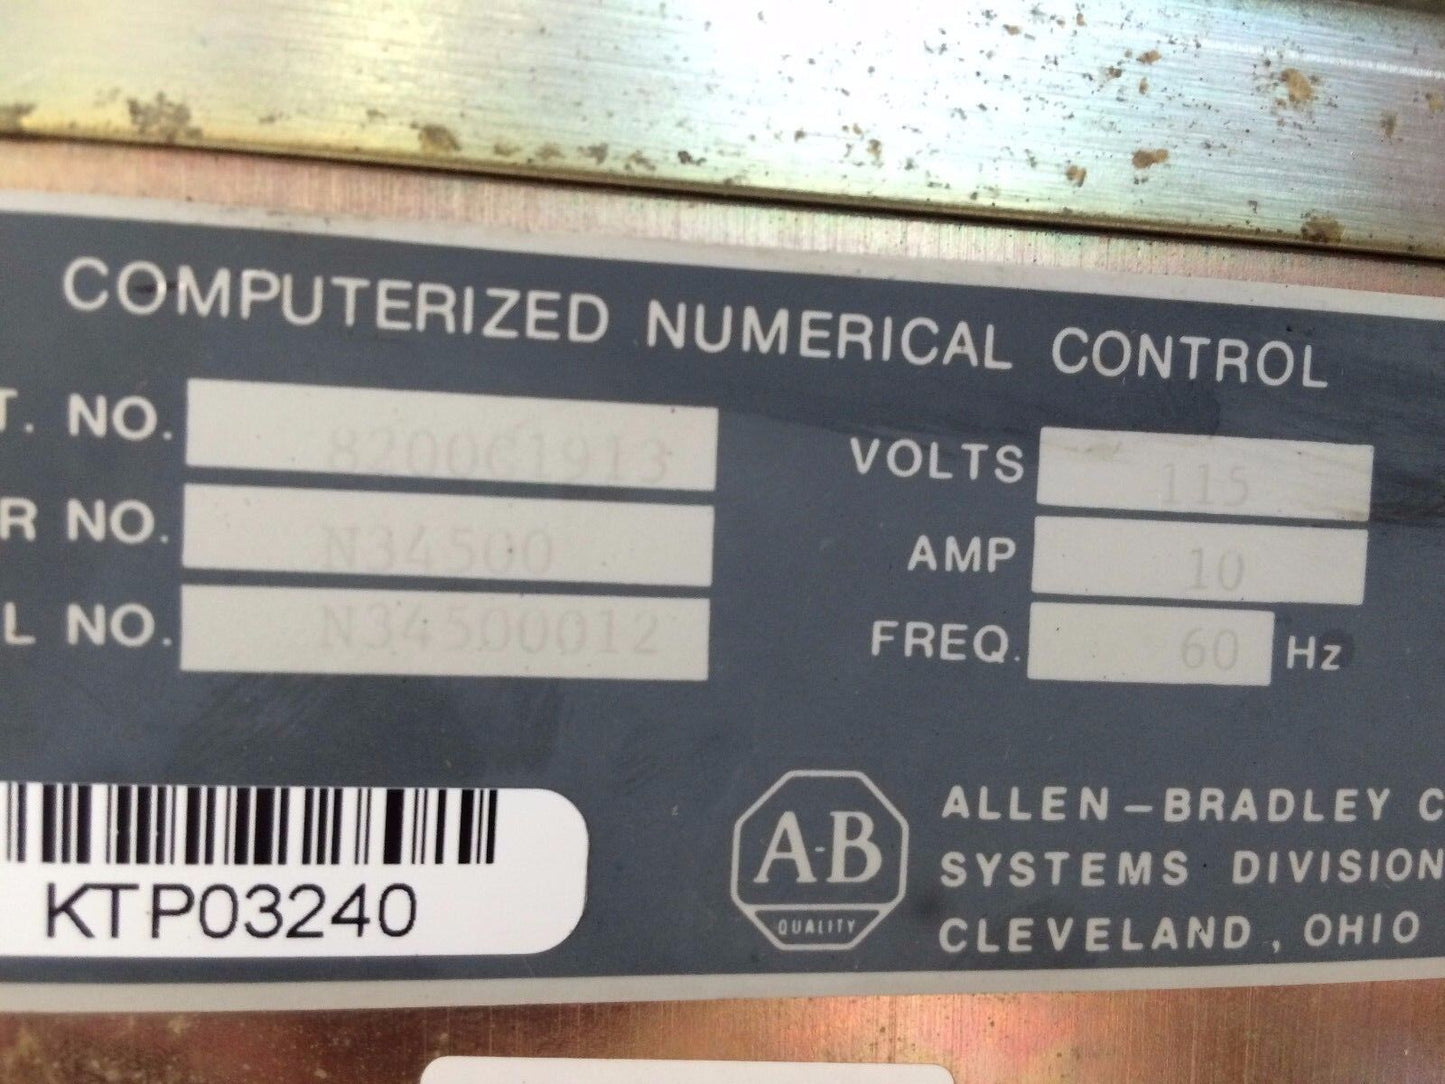 COMPUTERIZED NUMERICAL CONTROL
T. NO. 8200C1913 VOLTS 115
R NO. N34500 AMP 10
L NO. N34500012 FREQ. 60 Hz
KTP03240
A-B
QUALITY
ALLEN-BRADLEY C
SYSTEMS DIVISION
CLEVELAND, OHIO